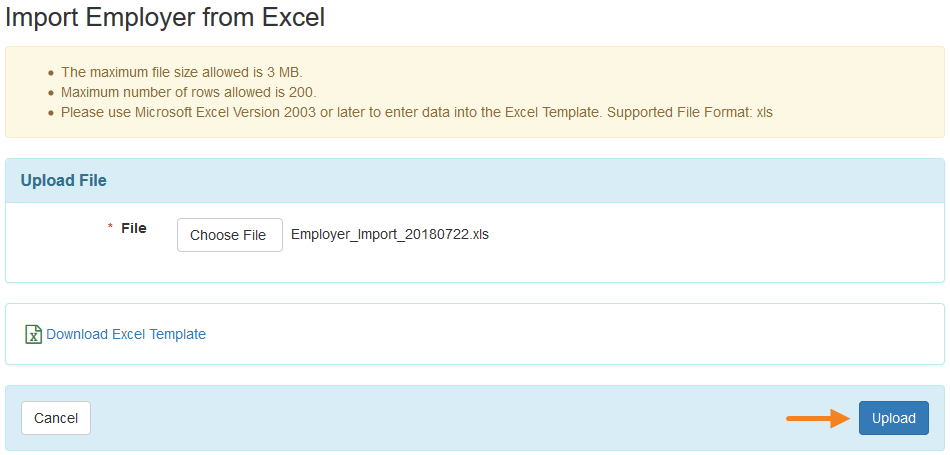 Import Employer from Excel
The maximum file size allowed is 3 MB.
Maximum number of rows allowed is 200.
Please use Microsoft Excel Version 2003 or later to enter data into the Excel Template. Supported File Format: xls
Upload File
* File Choose File Employer_Import_20180722.xls
Download Excel Template
Cancel Upload